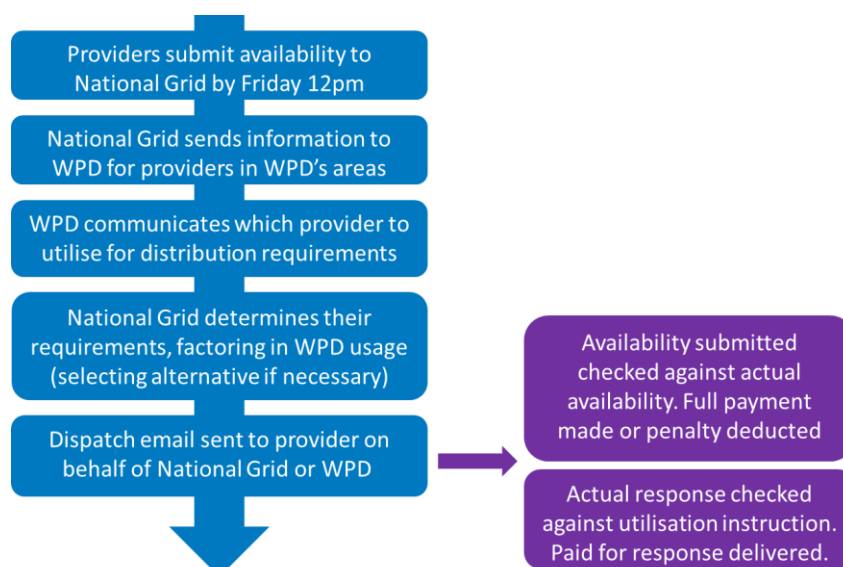 Providers submit availability to
National Grid by Friday 12pm
National Grid sends information to
WPD for providers in WPD's areas
WPD communicates which provider to
utilise for distribution requirements
National Grid determines their
requirements, factoring in WPD usage
(selecting alternative if necessary)
Dispatch email sent to provider on
behalf of National Grid or WPD
Availability submitted
checked against actual
availability. Full payment
made or penalty deducted
Actual response checked
against utilisation instruction.
Paid for response delivered.